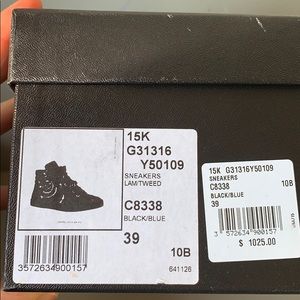 15K
G31316
Y50109
SNEAKERS
LAM/TWEED
C8338
BLACK/BLUE
39
10B
3572634900157
641126
15K G31316Y50109
SNEAKERS
C8338
10B
BLACK/BLUE
39
3 572634 900157
$ 1025.00